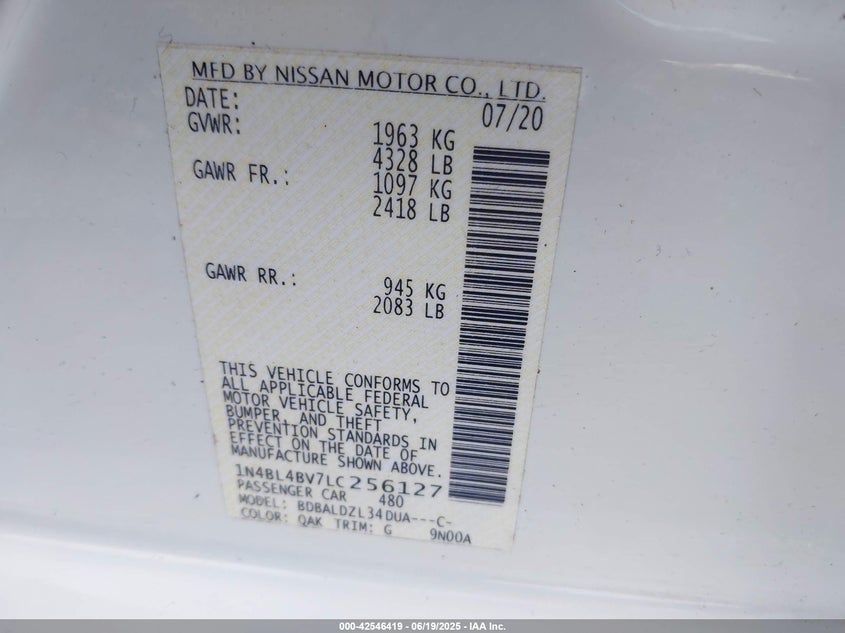 MFD BY NISSAN MOTOR CO., LTD.
DATE: 07/20
GVWR: 1963 KG
4328 LB
GAWR FR.: 1097 KG
2418 LB
GAWR RR.: 945 KG
2083 LB
THIS VEHICLE CONFORMS TO
ALL APPLICABLE FEDERAL
MOTOR VEHICLE SAFETY,
BUMPER, AND THEFT
PREVENTION STANDARDS IN
EFFECT ON THE DATE OF
MANUFACTURE SHOWN ABOVE.
1N4BL4BV7LC256127
PASSENGER CAR 480
MODEL: BDBALDZL34DUA---C-
COLOR: QAK TRIM: G 9N00A
000-42546419 - 06/19/2025 - IAA Inc.